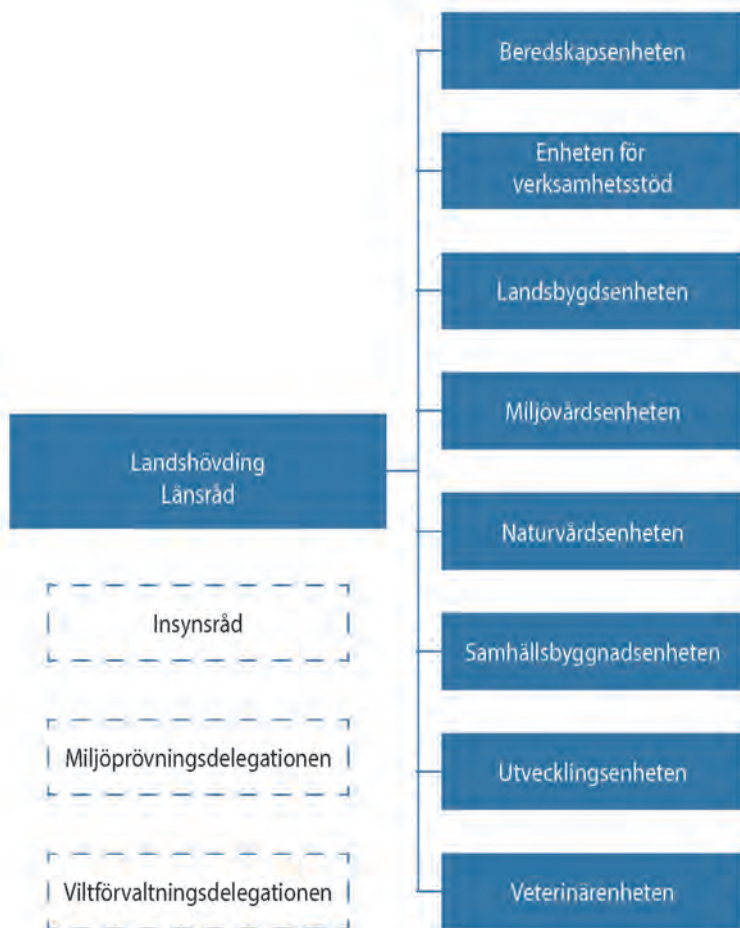 Beredskapsenheten
Enheten för
verksamhetsstöd
Landsbygdsenheten
Miljövårdsenheten
Landshövding
Länsråd
Naturvårdsenheten
Insynsråd
Samhällsbyggnadsenheten
Miljöprövningsdelegationen
Utvecklingsenheten
Viltförvaltningsdelegationen
Veterinärenheten